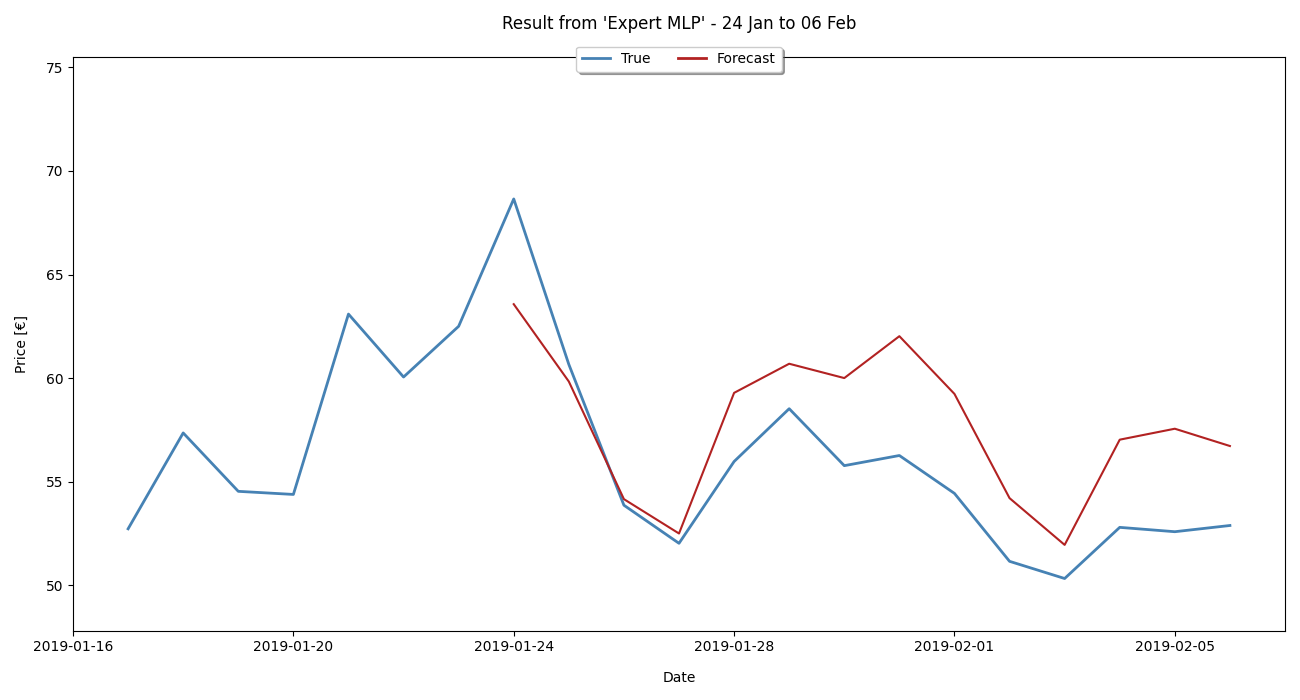 Result from 'Expert MLP' - 24 Jan to 06 Feb
True Forecast
75
70
65
60
55
50
Price [€]
2019-01-16 2019-01-20 2019-01-24 2019-01-28 2019-02-01 2019-02-05
Date